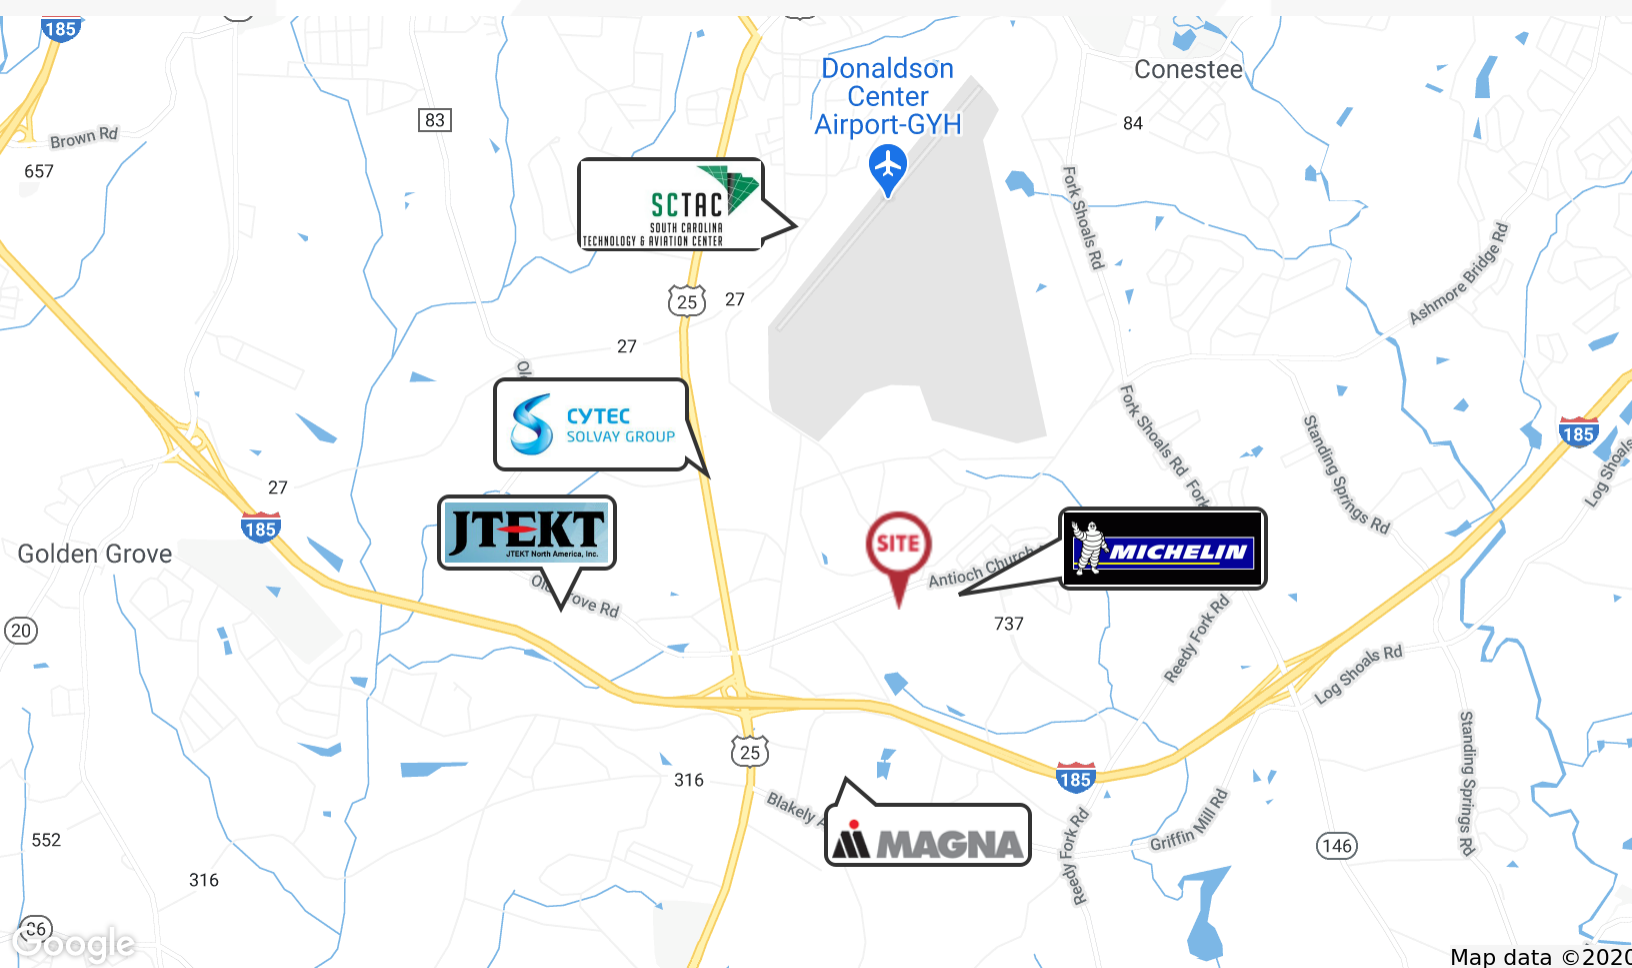 185
Brown Rd
657
83
Donaldson
Center
Airport-GYH
Conestee
84
Fork Shoals Rd
SCTAC
SOUTH CAROLINA
TECHNOLOGY & AVIATION CENTER
25
27
27
Ashmore Bridge Rd
CYTEC
SOLVAY GROUP
Fork Shoals Rd
Fork
Standing Springs Rd
185
Log Shoals
27
185
Golden Grove
JTEKT
JTEKT North America, Inc.
SITE
Antioch Church
MICHELIN
20
737
Reedy Fork Rd
Log Shoals Rd
25
316
185
Standing Springs Rd
Blakely A
MAGNA
Reedy Fork Rd
Griffin Mill Rd
146
552
316
86
Google
Map data ©2020